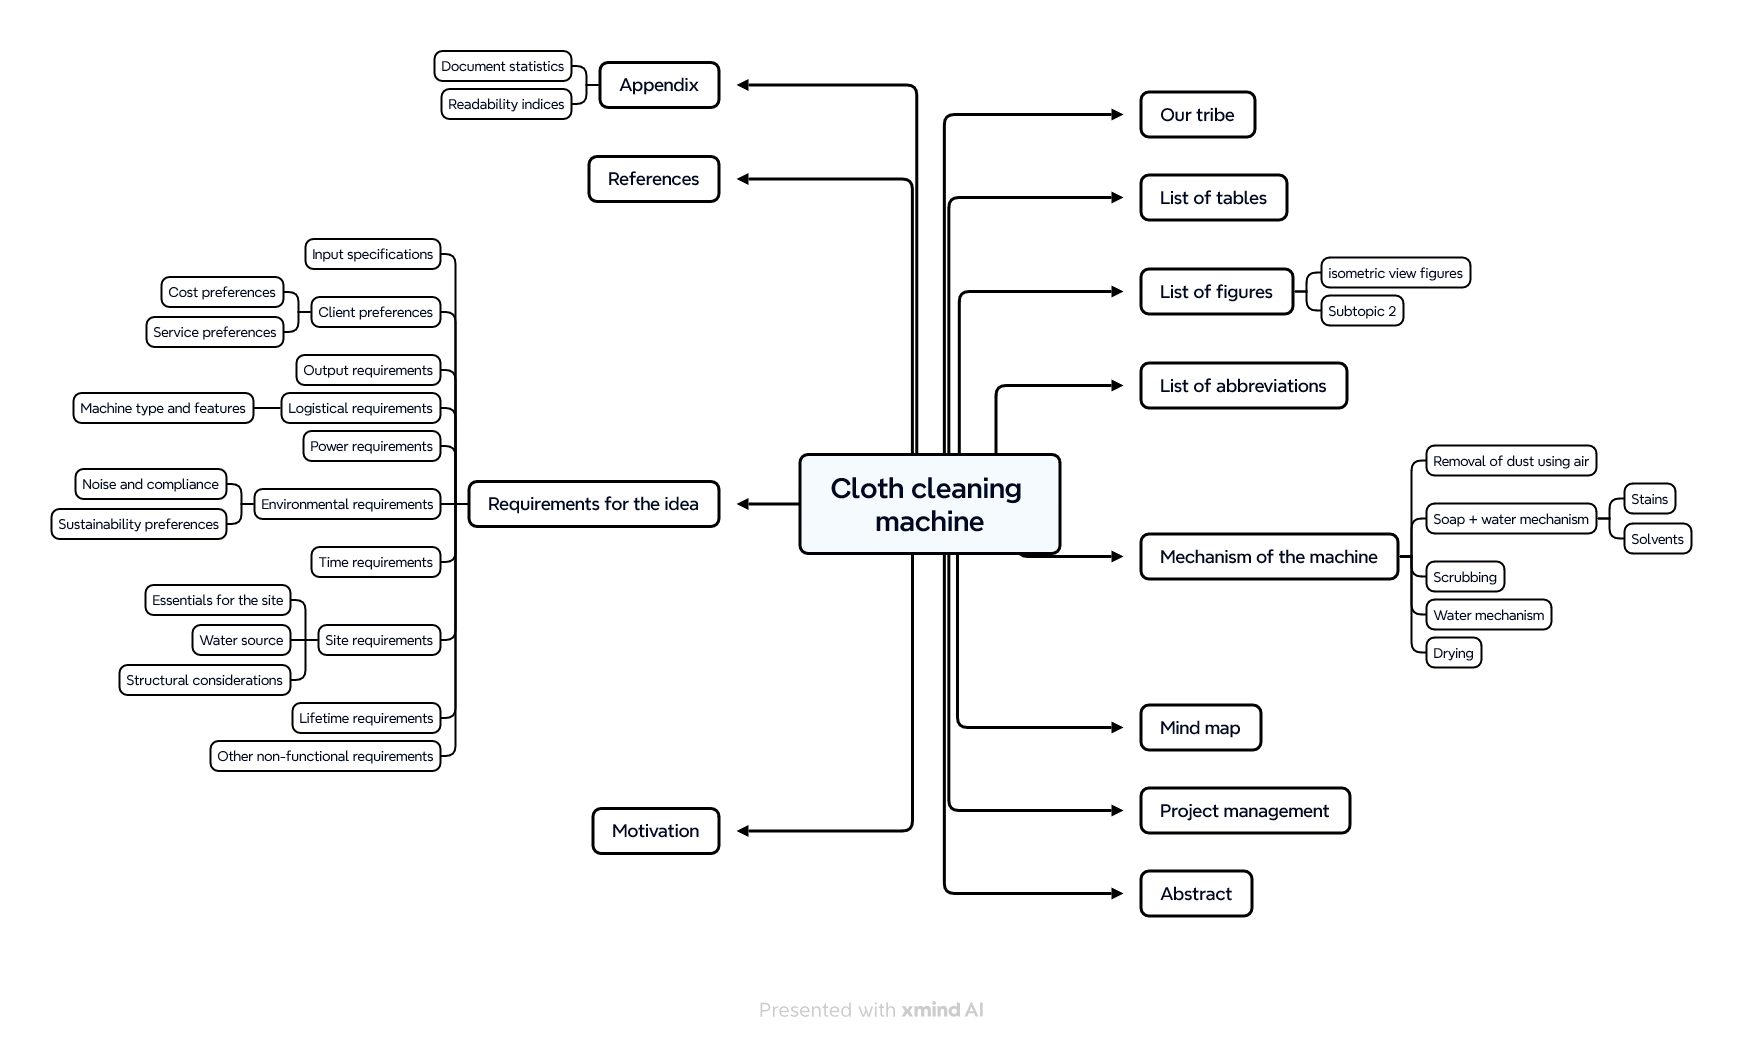 Document statistics
Readability indices
Appendix
References
Input specifications
Cost preferences
Service preferences
Client preferences
Output requirements
Machine type and features
Logistical requirements
Power requirements
Noise and compliance
Sustainability preferences
Environmental requirements
Time requirements
Essentials for the site
Water source
Structural considerations
Site requirements
Lifetime requirements
Other non-functional requirements
Requirements for the idea
Motivation
Cloth cleaning
machine
Our tribe
List of tables
List of figures
isometric view figures
Subtopic 2
List of abbreviations
Mechanism of the machine
Removal of dust using air
Soap + water mechanism
Stains
Solvents
Scrubbing
Water mechanism
Drying
Mind map
Project management
Abstract
Presented with xmind AI